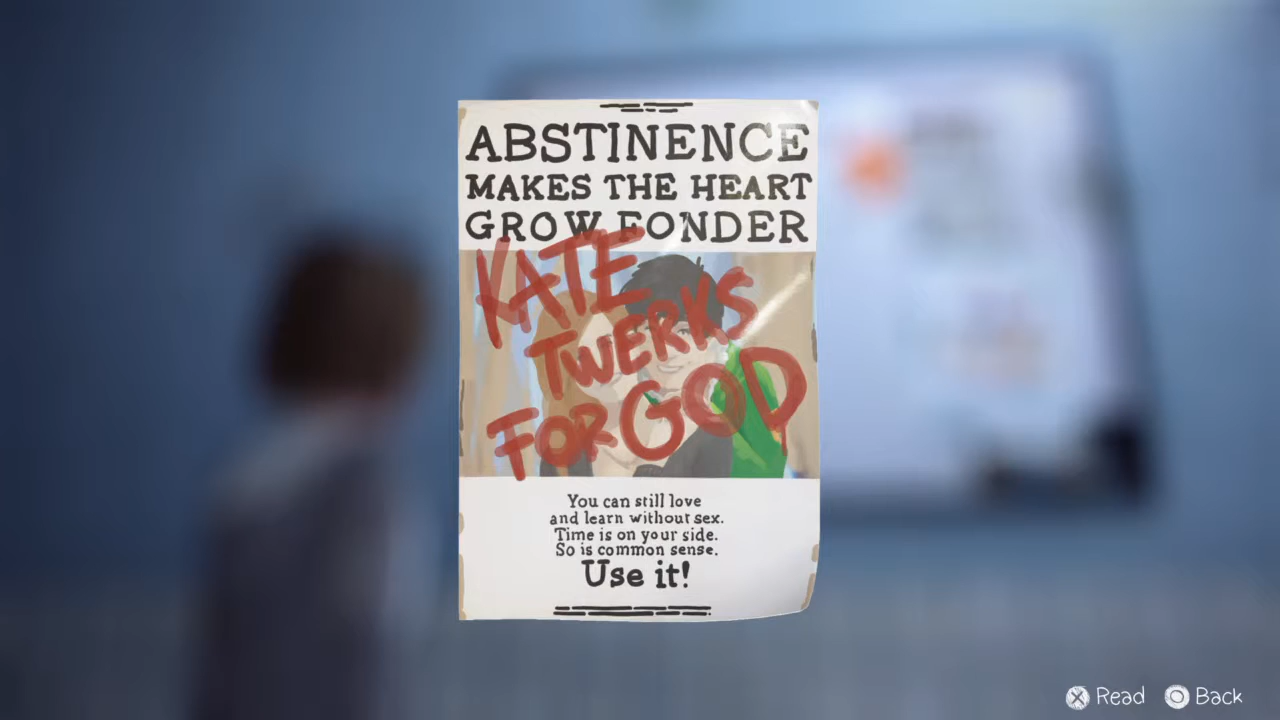 ABSTINENCE
MAKES THE HEART
GROW FONDER
KATE
TWERKS
FOR GOD
You can still love
and learn without sex.
Time is on your side.
So is common sense.
Use it!
Read
Back